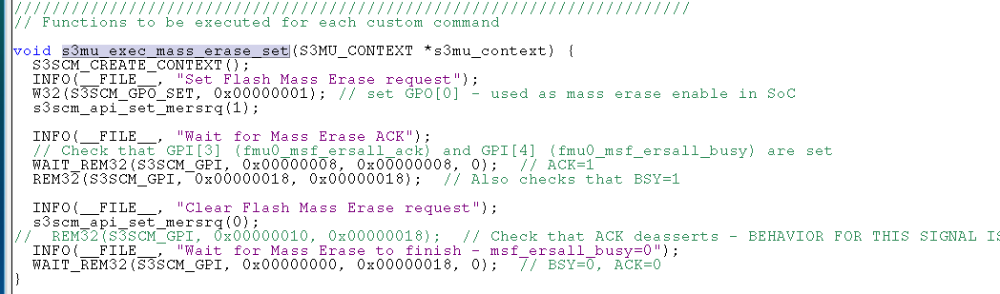 ////////////////////////////////////////////////////////////////////////
// Functions to be executed for each custom command
void s3mu_exec_mass_erase_set(S3MU_CONTEXT *s3mu_context) {
S3SCM_CREATE_CONTEXT();
INFO(__FILE__, "Set Flash Mass Erase request");
W32(S3SCM_GPO_SET, 0x00000001); // set GPO[0] - used as mass erase enable in SoC
s3scm_api_set_mersrq(1);
INFO(__FILE__, "Wait for Mass Erase ACK");
// Check that GPI[3] (fmu0_msf_ersall_ack) and GPI[4] (fmu0_msf_ersall_busy) are set
WAIT_REM32(S3SCM_GPI, 0x00000008, 0x00000008, 0); // ACK=1
REM32(S3SCM_GPI, 0x00000018, 0x00000018); // Also checks that BSY=1
INFO(__FILE__, "Clear Flash Mass Erase request");
s3scm_api_set_mersrq(0);
// REM32(S3SCM_GPI, 0x00000010, 0x00000018); // Check that ACK deasserts - BEHAVIOR FOR THIS SIGNAL IS
INFO(__FILE__, "Wait for Mass Erase to finish - msf_ersall_busy=0");
WAIT_REM32(S3SCM_GPI, 0x00000000, 0x00000018, 0); // BSY=0, ACK=0
}